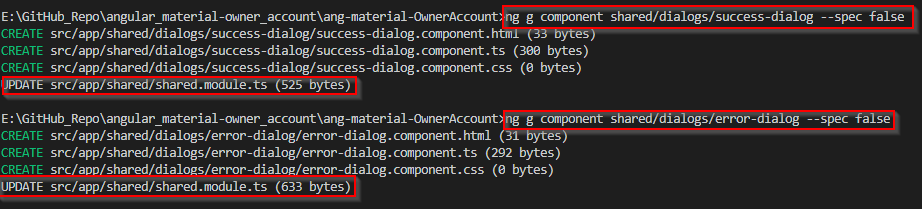 E:\GitHub_Repo\angular_material-owner_account\ang-material-OwnerAccount>ng g component shared/dialogs/success-dialog --spec false
CREATE src/app/shared/dialogs/success-dialog/success-dialog.component.html (33 bytes)
CREATE src/app/shared/dialogs/success-dialog/success-dialog.component.ts (300 bytes)
CREATE src/app/shared/dialogs/success-dialog/success-dialog.component.css (0 bytes)
UPDATE src/app/shared/shared.module.ts (525 bytes)
E:\GitHub_Repo\angular_material-owner_account\ang-material-OwnerAccount>ng g component shared/dialogs/error-dialog --spec false
CREATE src/app/shared/dialogs/error-dialog/error-dialog.component.html (31 bytes)
CREATE src/app/shared/dialogs/error-dialog/error-dialog.component.ts (292 bytes)
CREATE src/app/shared/dialogs/error-dialog/error-dialog.component.css (0 bytes)
UPDATE src/app/shared/shared.module.ts (633 bytes)